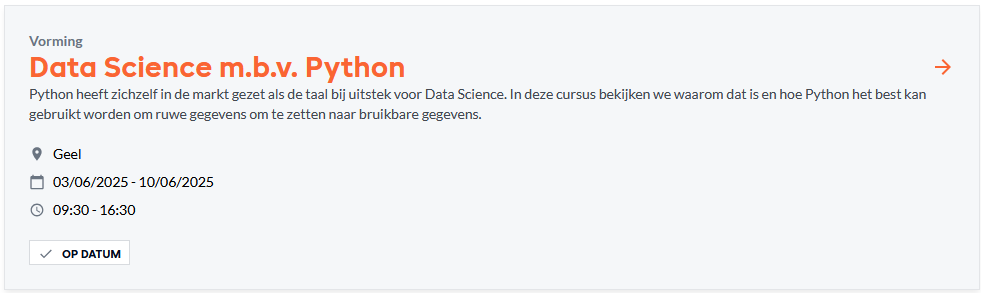 Vorming
Data Science m.b.v. Python
Python heeft zichzelf in de markt gezet als de taal bij uitstek voor Data Science. In deze cursus bekijken we waarom dat is en hoe Python het best kan
gebruikt worden om ruwe gegevens om te zetten naar bruikbare gegevens.
Geel
03/06/2025 - 10/06/2025
09:30 - 16:30
OP DATUM